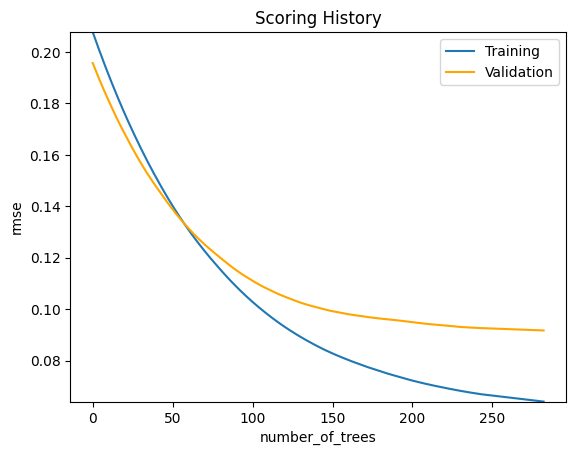 Scoring History
Training
Validation
rmse
0.20
0.18
0.16
0.14
0.12
0.10
0.08
0
50
100
150
200
250
number_of_trees